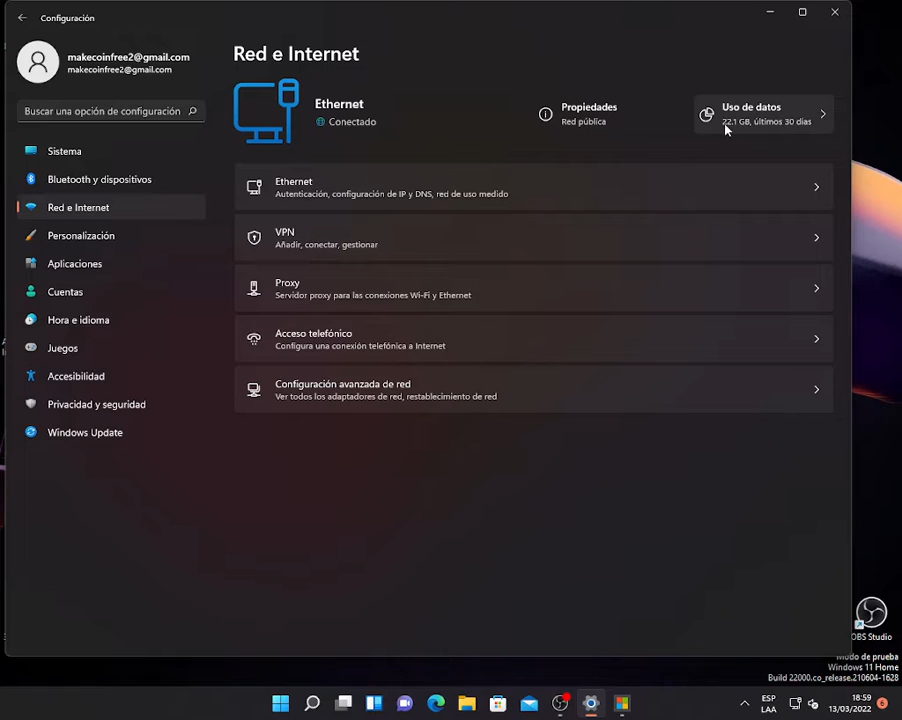 Configuración
makecoinfree2@gmail.com
makecoinfree2@gmail.com
Buscar una opción de configuración
Sistema
Bluetooth y dispositivos
Red e Internet
Personalización
Aplicaciones
Cuentas
Hora e idioma
Juegos
Accesibilidad
Privacidad y seguridad
Windows Update
Red e Internet
Ethernet
Conectado
Propiedades
Red pública
Uso de datos
22.1 GB, últimos 30 días
Ethernet
Autenticación, configuración de IP y DNS, red de uso medido
VPN
Añadir, conectar, gestionar
Proxy
Servidor proxy para las conexiones Wi-Fi y Ethernet
Acceso telefónico
Configura una conexión telefónica a Internet
Configuración avanzada de red
Ver todos los adaptadores de red, restablecimiento de red
OBS Studio
Modo de prueba
Windows 11 Home
Build 22000.co_release.210604-1628
ESP
LAA
18:59
13/03/2022
6